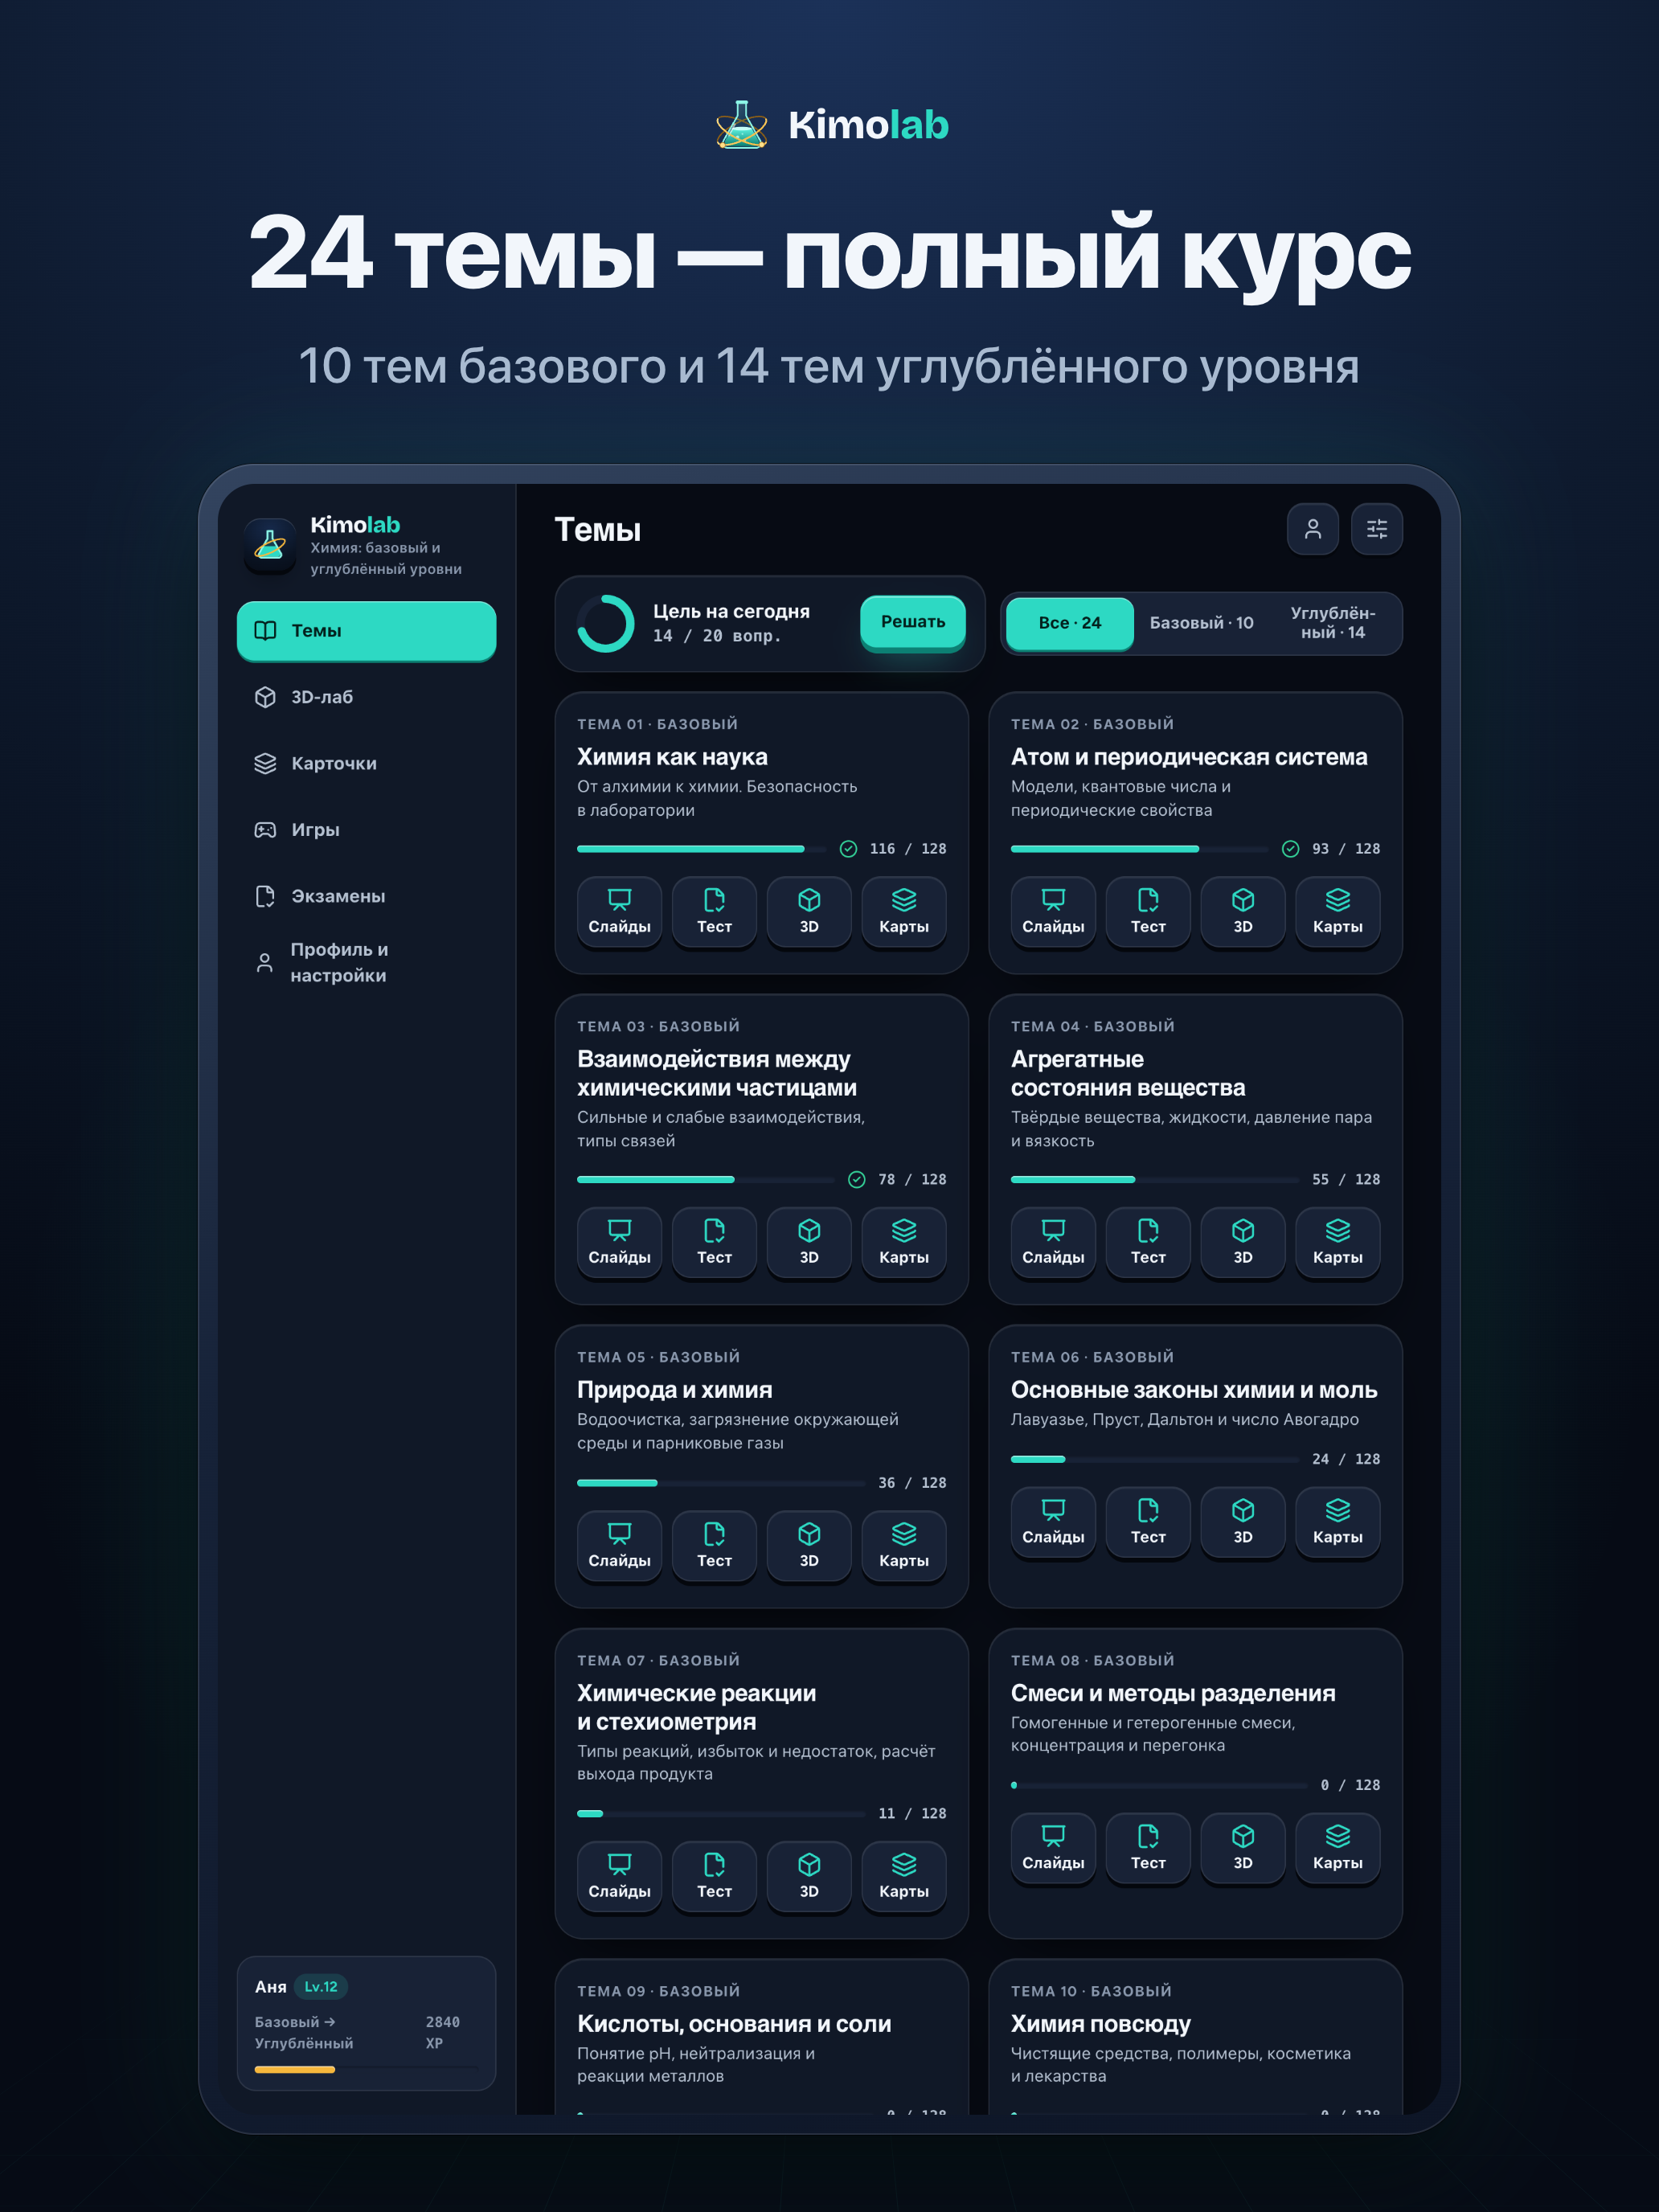 Kimolab
24 темы — полный курс
10 тем базового и 14 тем углублённого уровня
Kimolab
Химия: базовый и
углублённый уровни
Темы
3D-лаб
Карточки
Игры
Экзамены
Профиль и
настройки
Аня Lv.12
Базовый → 2840
Углублённый XP
Темы
Цель на сегодня
14 / 20 вопр.
Решать
Все · 24
Базовый · 10
Углублён-
ный · 14
ТЕМА 01 · БАЗОВЫЙ
Химия как наука
От алхимии к химии. Безопасность
в лаборатории
116 / 128
Слайды Тест 3D Карты
ТЕМА 02 · БАЗОВЫЙ
Атом и периодическая система
Модели, квантовые числа и
периодические свойства
93 / 128
Слайды Тест 3D Карты
ТЕМА 03 · БАЗОВЫЙ
Взаимодействия между
химическими частицами
Сильные и слабые взаимодействия,
типы связей
78 / 128
Слайды Тест 3D Карты
ТЕМА 04 · БАЗОВЫЙ
Агрегатные
состояния вещества
Твёрдые вещества, жидкости, давление пара
и вязкость
55 / 128
Слайды Тест 3D Карты
ТЕМА 05 · БАЗОВЫЙ
Природа и химия
Водоочистка, загрязнение окружающей
среды и парниковые газы
36 / 128
Слайды Тест 3D Карты
ТЕМА 06 · БАЗОВЫЙ
Основные законы химии и моль
Лавуазье, Пруст, Дальтон и число Авогадро
24 / 128
Слайды Тест 3D Карты
ТЕМА 07 · БАЗОВЫЙ
Химические реакции
и стехиометрия
Типы реакций, избыток и недостаток, расчёт
выхода продукта
11 / 128
Слайды Тест 3D Карты
ТЕМА 08 · БАЗОВЫЙ
Смеси и методы разделения
Гомогенные и гетерогенные смеси,
концентрация и перегонка
0 / 128
Слайды Тест 3D Карты
ТЕМА 09 · БАЗОВЫЙ
Кислоты, основания и соли
Понятие pH, нейтрализация и
реакции металлов
0 / 128
ТЕМА 10 · БАЗОВЫЙ
Химия повсюду
Чистящие средства, полимеры, косметика
и лекарства
0 / 128